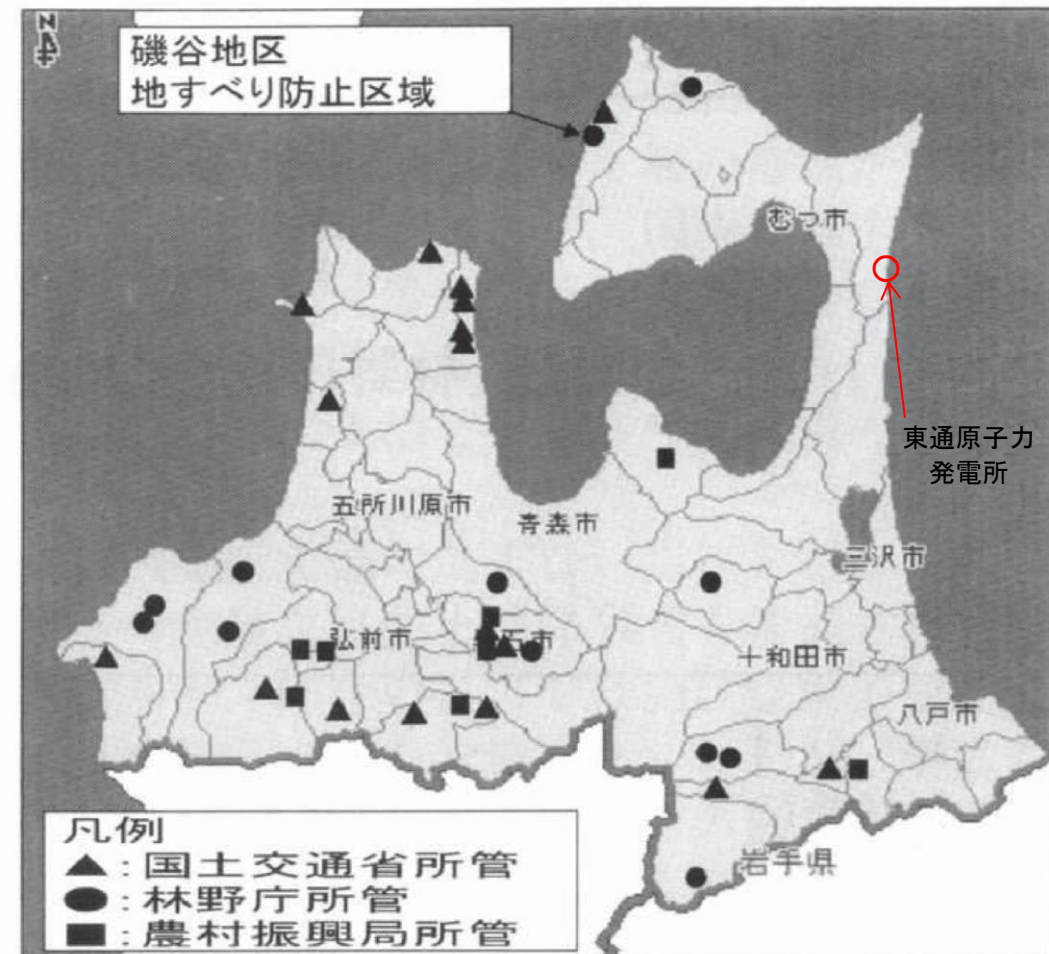 N
磯谷地区
地すべり防止区域
むつ市
東通原子力
発電所
五所川原市
青森市
三沢市
弘前市
石市
十和田市
八戸市
岩手県
凡例
▲:国土交通省所管
●:林野庁所管
■:農村振興局所管